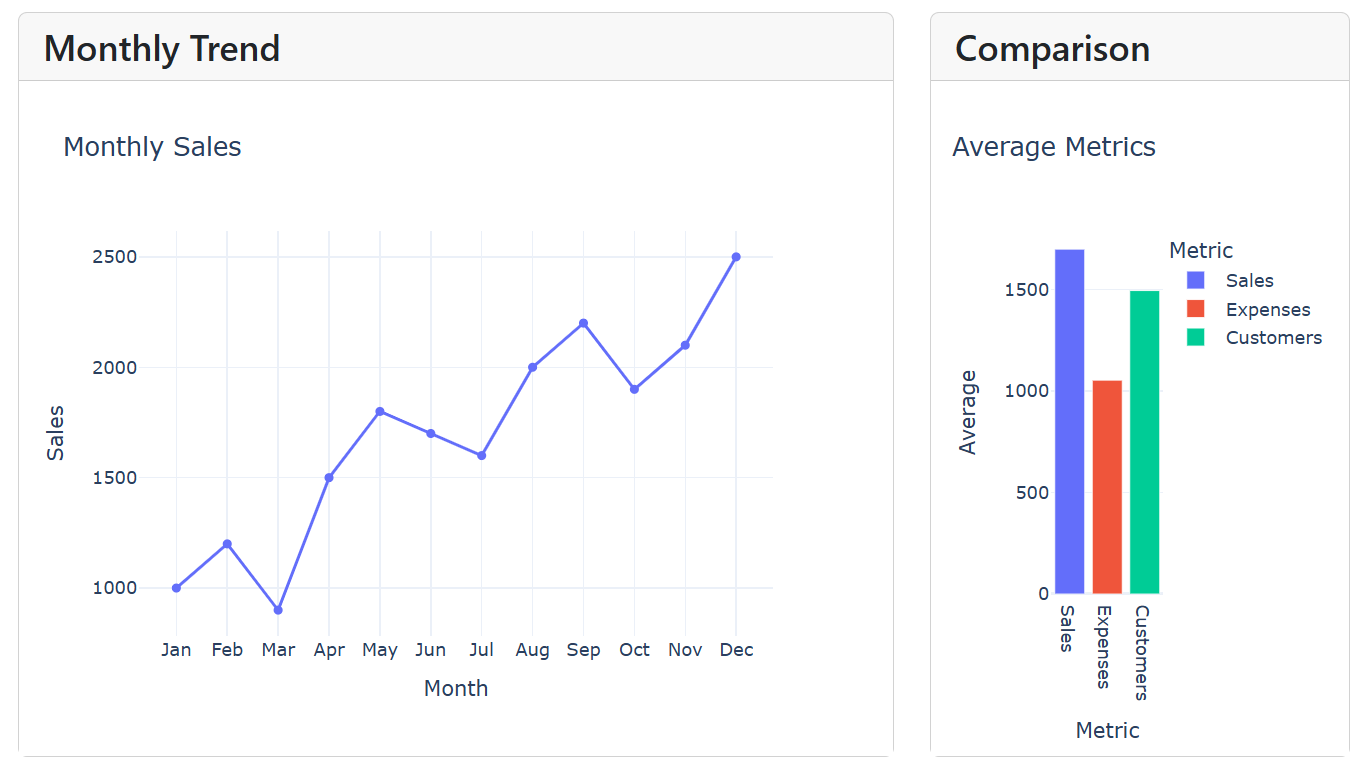 Monthly Trend
Monthly Sales
2500
2000
1500
1000
Sales
Jan Feb Mar Apr May Jun Jul Aug Sep Oct Nov Dec
Month
Comparison
Average Metrics
Metric
Sales
Expenses
Customers
1500
1000
500
0
Average
Sales
Expenses
Customers
Metric